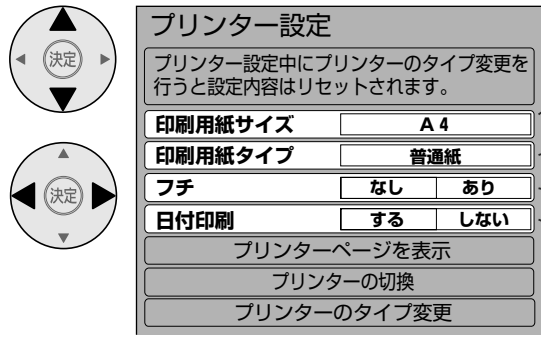 プリンター設定
プリンター設定中にプリンターのタイプ変更を
行うと設定内容はリセットされます。
決定
印刷用紙サイズ A4
印刷用紙タイプ 普通紙
フチ なし あり
日付印刷 する しない
決定
プリンターページを表示
プリンターの切換
プリンターのタイプ変更